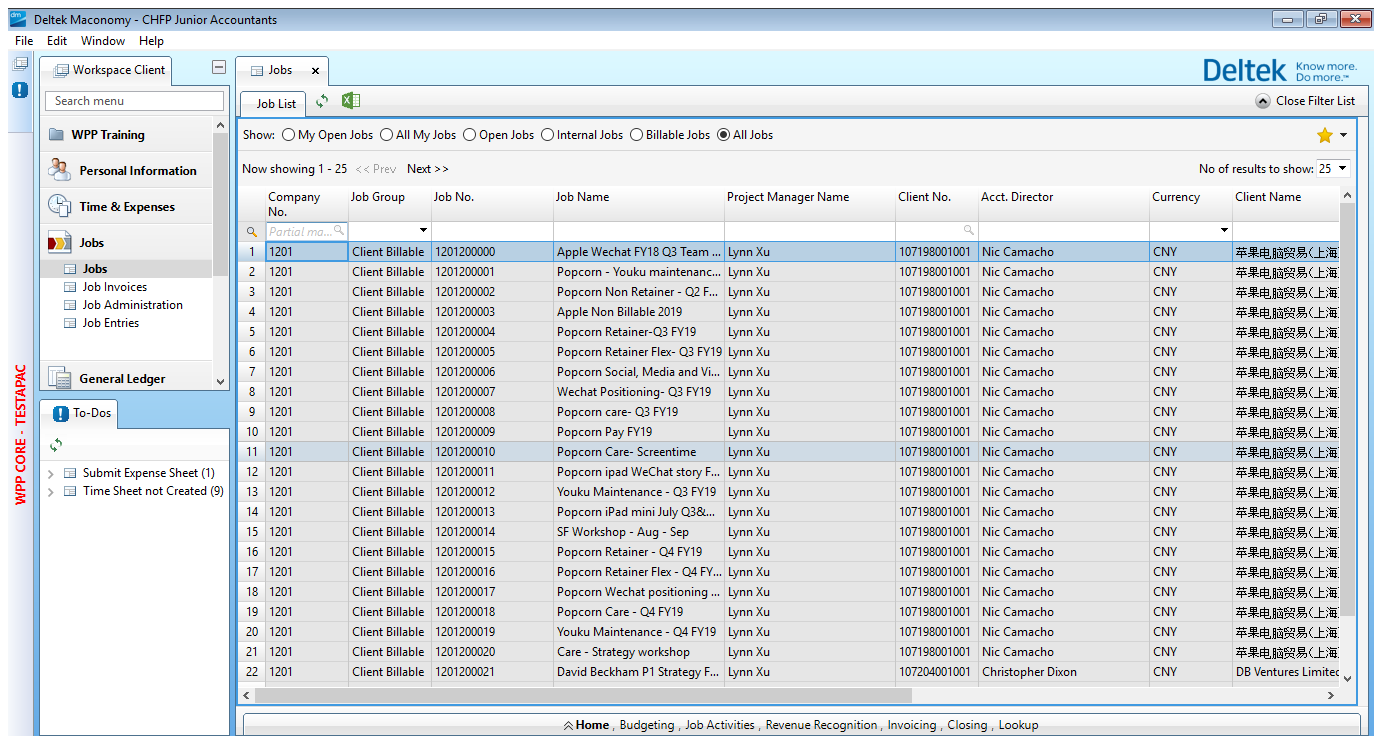 Deltek Maconomy - CHFP Junior Accountants
File Edit Window Help
Workspace Client
Search menu
WPP Training
Personal Information
Time & Expenses
Jobs
Jobs
Job Invoices
Job Administration
Job Entries
General Ledger
WPP CORE - TESTAPAC
To-Dos
Submit Expense Sheet (1)
Time Sheet not Created (9)
Jobs
Deltek Know more. Do more.™
Job List
Close Filter List
Show: My Open Jobs All My Jobs Open Jobs Internal Jobs Billable Jobs All Jobs
Now showing 1 - 25 << Prev Next >> No of results to show: 25
Company No. Job Group Job No. Job Name Project Manager Name Client No. Acct. Director Currency Client Name
Partial ma...
1 1201 Client Billable 1201200000 Apple Wechat FY18 Q3 Team ... Lynn Xu 107198001001 Nic Camacho CNY 苹果电脑贸易(上海
2 1201 Client Billable 1201200001 Popcorn - Youku maintenanc... Lynn Xu 107198001001 Nic Camacho CNY 苹果电脑贸易(上海
3 1201 Client Billable 1201200002 Popcorn Non Retainer - Q2 F... Lynn Xu 107198001001 Nic Camacho CNY 苹果电脑贸易(上海
4 1201 Client Billable 1201200003 Apple Non Billable 2019 Lynn Xu 107198001001 Nic Camacho CNY 苹果电脑贸易(上海
5 1201 Client Billable 1201200004 Popcorn Retainer-Q3 FY19 Lynn Xu 107198001001 Nic Camacho CNY 苹果电脑贸易(上海
6 1201 Client Billable 1201200005 Popcorn Retainer Flex- Q3 FY19 Lynn Xu 107198001001 Nic Camacho CNY 苹果电脑贸易(上海
7 1201 Client Billable 1201200006 Popcorn Social, Media and Vi... Lynn Xu 107198001001 Nic Camacho CNY 苹果电脑贸易(上海
8 1201 Client Billable 1201200007 Wechat Positioning- Q3 FY19 Lynn Xu 107198001001 Nic Camacho CNY 苹果电脑贸易(上海
9 1201 Client Billable 1201200008 Popcorn care- Q3 FY19 Lynn Xu 107198001001 Nic Camacho CNY 苹果电脑贸易(上海
10 1201 Client Billable 1201200009 Popcorn Pay FY19 Lynn Xu 107198001001 Nic Camacho CNY 苹果电脑贸易(上海
11 1201 Client Billable 1201200010 Popcorn Care- Screentime Lynn Xu 107198001001 Nic Camacho CNY 苹果电脑贸易(上海
12 1201 Client Billable 1201200011 Popcorn ipad WeChat story F... Lynn Xu 107198001001 Nic Camacho CNY 苹果电脑贸易(上海
13 1201 Client Billable 1201200012 Youku Maintenance - Q3 FY19 Lynn Xu 107198001001 Nic Camacho CNY 苹果电脑贸易(上海
14 1201 Client Billable 1201200013 Popcorn iPad mini July Q3&... Lynn Xu 107198001001 Nic Camacho CNY 苹果电脑贸易(上海
15 1201 Client Billable 1201200014 SF Workshop - Aug - Sep Lynn Xu 107198001001 Nic Camacho CNY 苹果电脑贸易(上海
16 1201 Client Billable 1201200015 Popcorn Retainer - Q4 FY19 Lynn Xu 107198001001 Nic Camacho CNY 苹果电脑贸易(上海
17 1201 Client Billable 1201200016 Popcorn Retainer Flex - Q4 FY... Lynn Xu 107198001001 Nic Camacho CNY 苹果电脑贸易(上海
18 1201 Client Billable 1201200017 Popcorn Wechat positioning ... Lynn Xu 107198001001 Nic Camacho CNY 苹果电脑贸易(上海
19 1201 Client Billable 1201200018 Popcorn Care - Q4 FY19 Lynn Xu 107198001001 Nic Camacho CNY 苹果电脑贸易(上海
20 1201 Client Billable 1201200019 Youku Maintenance - Q4 FY19 Lynn Xu 107198001001 Nic Camacho CNY 苹果电脑贸易(上海
21 1201 Client Billable 1201200020 Care - Strategy workshop Lynn Xu 107198001001 Nic Camacho CNY 苹果电脑贸易(上海
22 1201 Client Billable 1201200021 David Beckham P1 Strategy F... Lynn Xu 107204001001 Christopher Dixon CNY DB Ventures Limited
Home , Budgeting , Job Activities , Revenue Recognition , Invoicing , Closing , Lookup